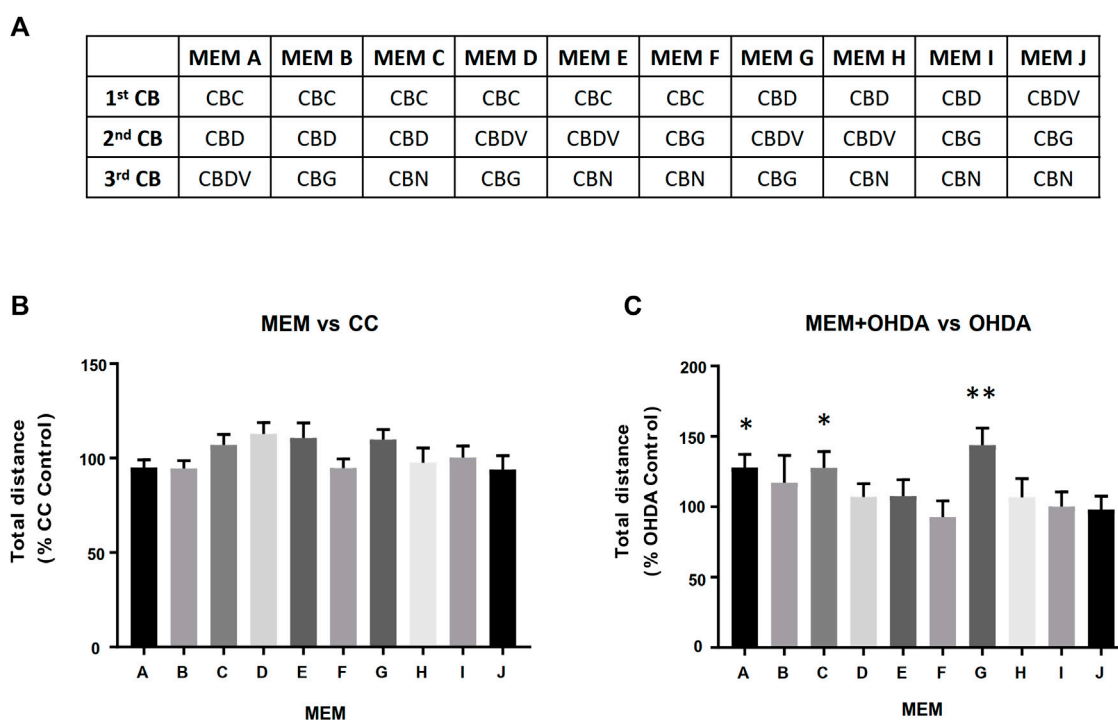 A
MEM A MEM B MEM C MEM D MEM E MEM F MEM G MEM H MEM I MEM J
1st CB CBC CBC CBC CBC CBC CBC CBD CBD CBD CBDV
2nd CB CBD CBD CBD CBDV CBDV CBG CBDV CBDV CBG CBG
3rd CB CBDV CBG CBN CBG CBN CBN CBG CBN CBN CBN
B
MEM vs CC
Total distance
(% CC Control)
150
100
50
0
A B C D E F G H I J
MEM
C
MEM+OHDA vs OHDA
Total distance
(% OHDA Control)
200
150
100
50
0
* * **
A B C D E F G H I J
MEM